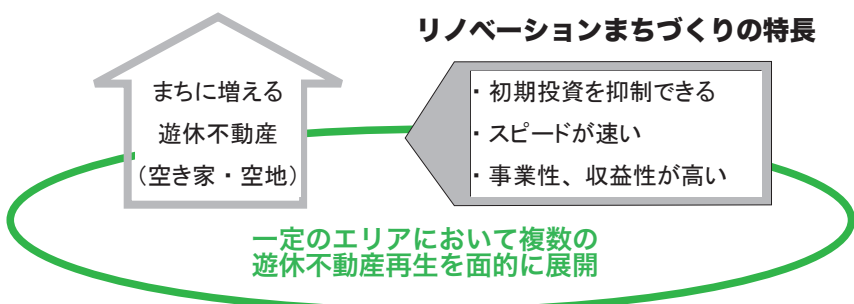 リノベーションまちづくりの特長
まちに増える
遊休不動産
(空き家・空地)
・初期投資を抑制できる
・スピードが速い
・事業性、収益性が高い
一定のエリアにおいて複数の
遊休不動産再生を面的に展開